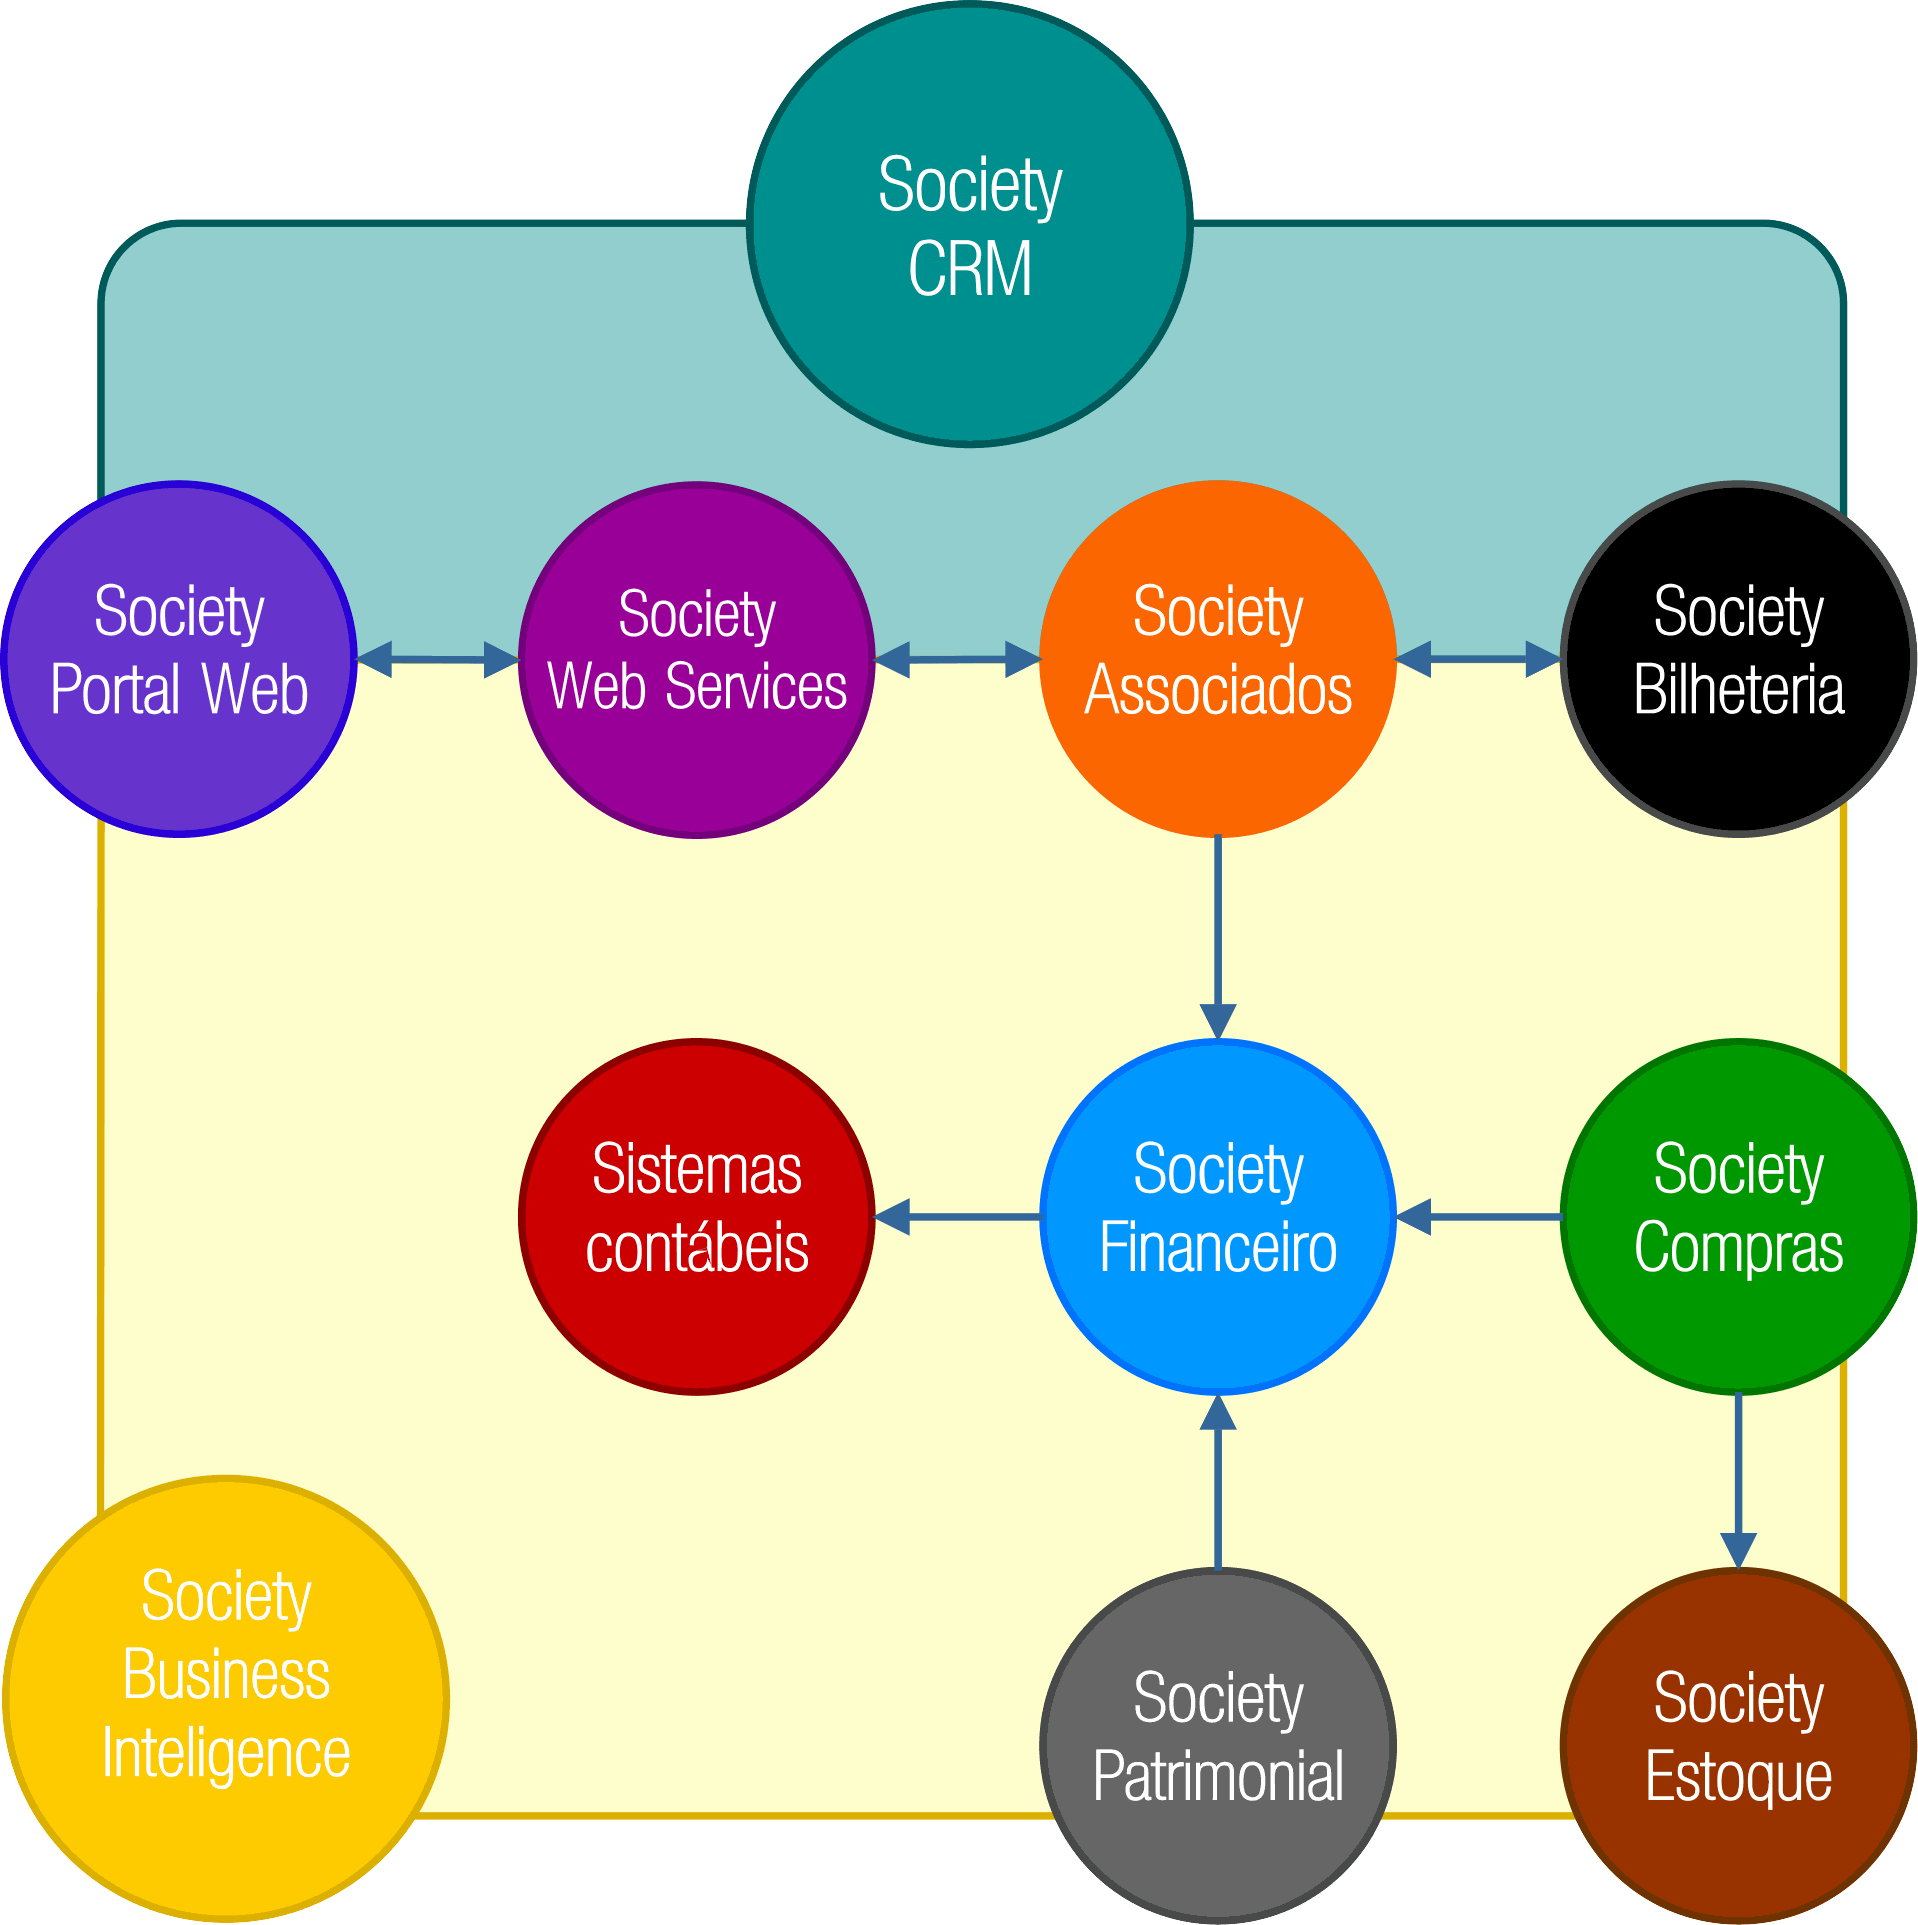 Society
CRM
Society
Portal Web
Society
Web Services
Society
Associados
Society
Bilheteria
Sistemas
contábeis
Society
Financeiro
Society
Compras
Society
Business
Inteligence
Society
Patrimonial
Society
Estoque